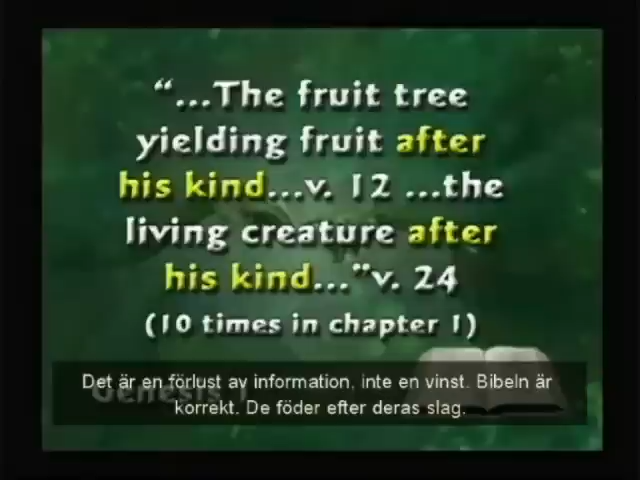 “...The fruit tree
yielding fruit after
his kind...v. 12 ...the
living creature after
his kind...”v. 24
(10 times in chapter 1)
Genesis 1
Det är en förlust av information, inte en vinst. Bibeln är
korrekt. De föder efter deras slag.